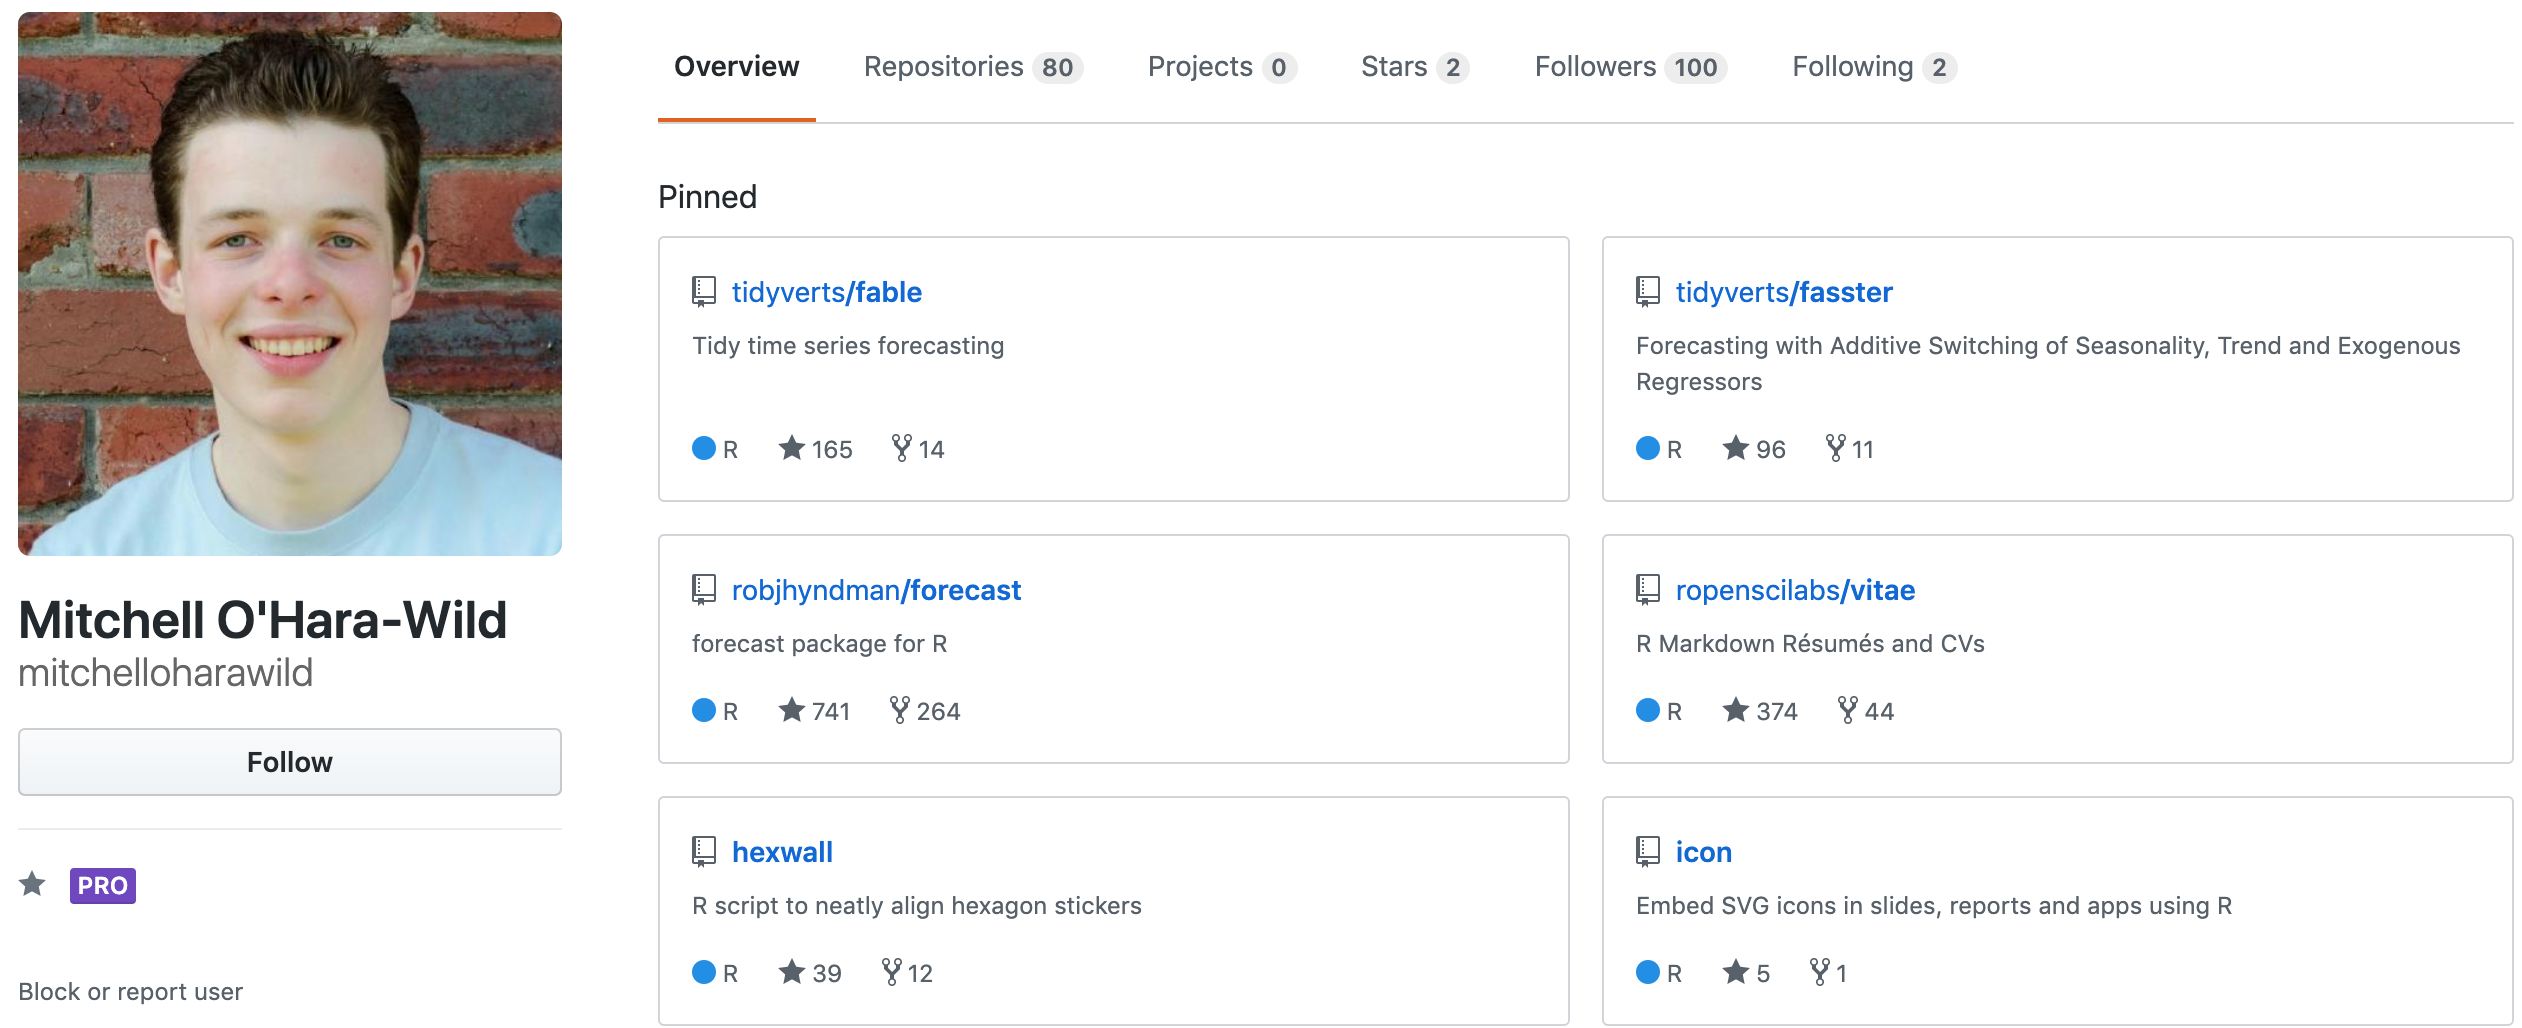 Overview Repositories 80 Projects 0 Stars 2 Followers 100 Following 2
Mitchell O'Hara-Wild
mitchelloharawild
Follow
PRO
Block or report user
Pinned
tidyverts/fable
Tidy time series forecasting
R 165 14
tidyverts/fasster
Forecasting with Additive Switching of Seasonality, Trend and Exogenous
Regressors
R 96 11
robjhyndman/forecast
forecast package for R
R 741 264
ropenscilabs/vitae
R Markdown Résumés and CVs
R 374 44
hexwall
R script to neatly align hexagon stickers
R 39 12
icon
Embed SVG icons in slides, reports and apps using R
R 5 1